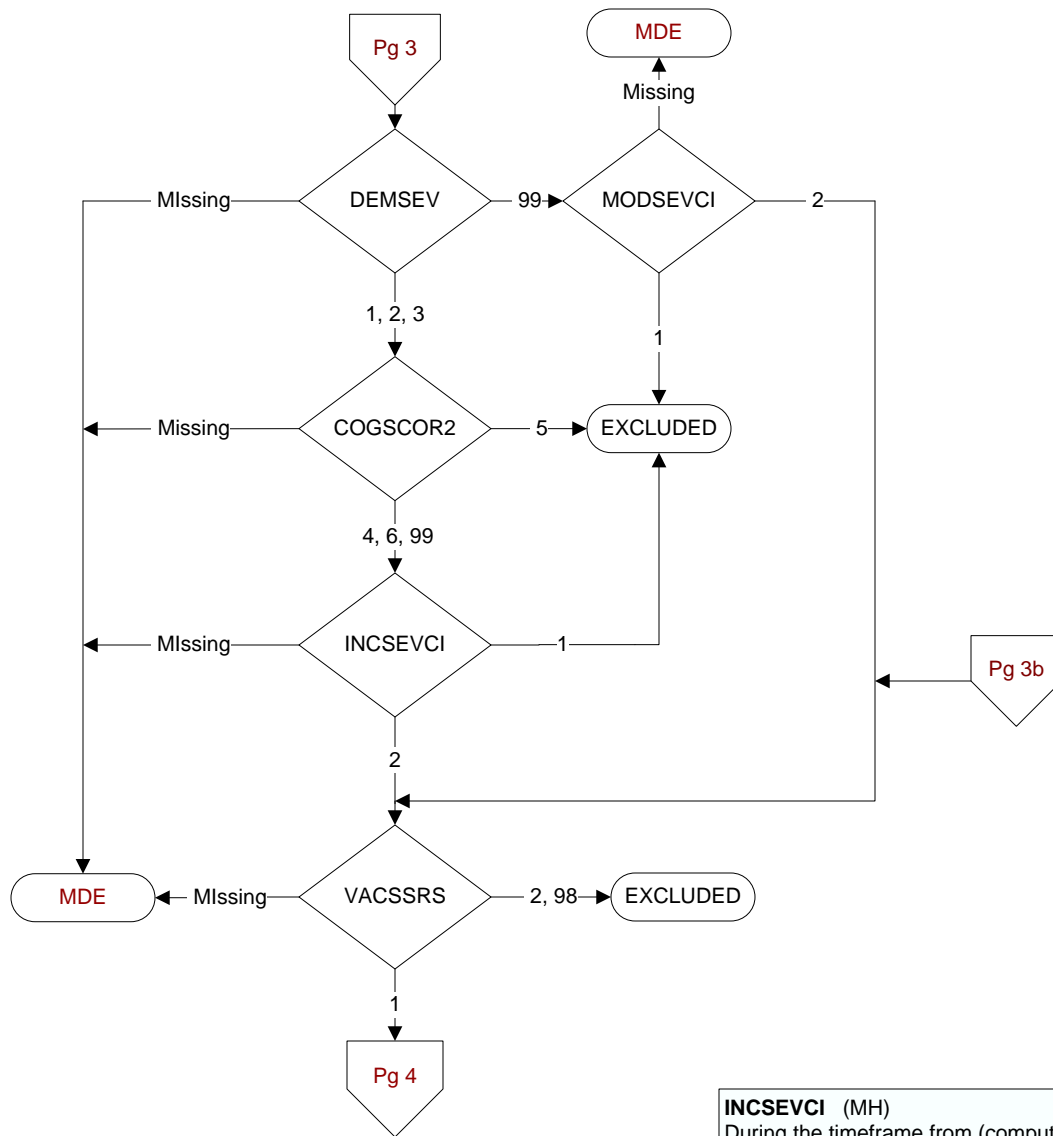 Pg 3
MDE
Missing
MIssing
DEMSEV
99
MODSEVCI
2
1, 2, 3
1
Missing
COGSCOR2
5
EXCLUDED
4, 6, 99
MIssing
INCSEVCI
1
Pg 3b
2
MDE
MIssing
VACSSRS
2, 98
EXCLUDED
1
Pg 4
INCSEVCI (MH)
During the timeframe from (comput